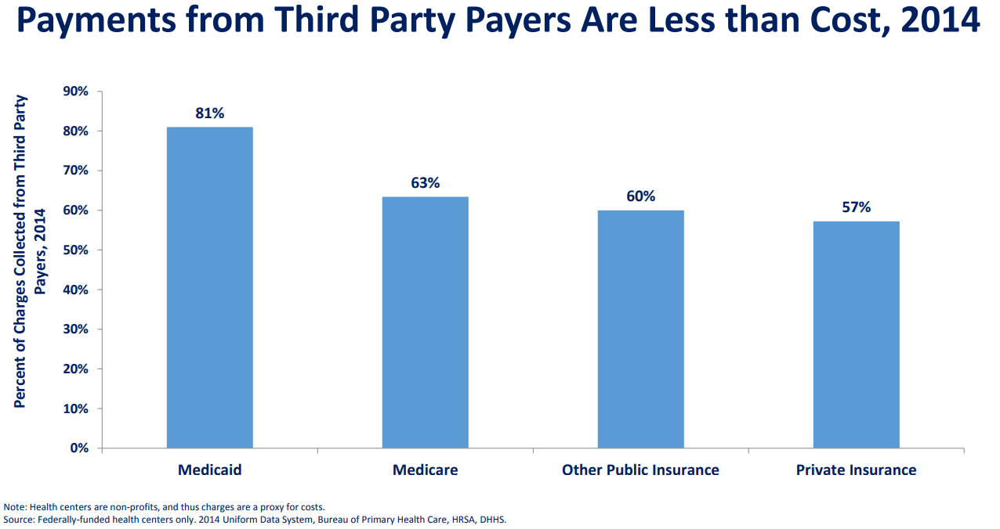 Payments from Third Party Payers Are Less than Cost, 2014
Percent of Charges Collected from Third Party
Payers, 2014
90%
80%
70%
60%
50%
40%
30%
20%
10%
0%
81%
63%
60%
57%
Medicaid
Medicare
Other Public Insurance
Private Insurance
Note: Health centers are non-profits, and thus charges are a proxy for costs.
Source: Federally-funded health centers only. 2014 Uniform Data System, Bureau of Primary Health Care, HRSA, DHHS.